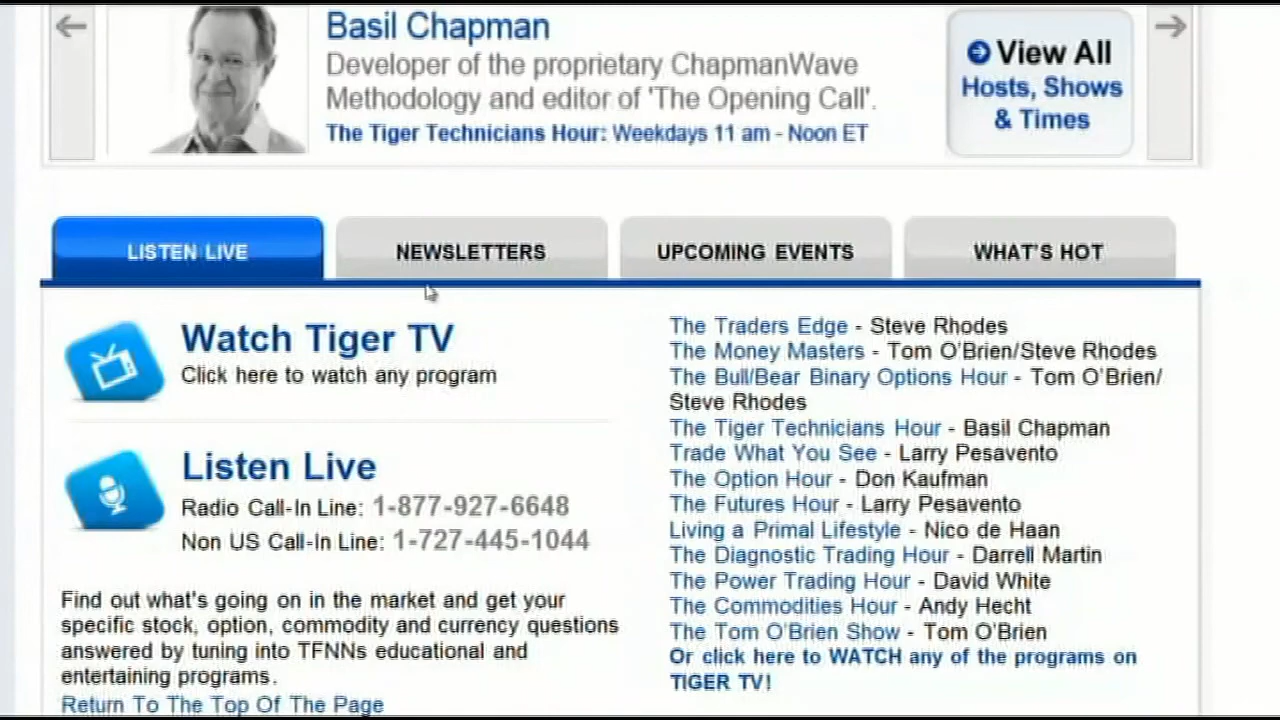 Basil Chapman
Developer of the proprietary ChapmanWave
Methodology and editor of 'The Opening Call'.
The Tiger Technicians Hour: Weekdays 11 am - Noon ET
View All
Hosts, Shows
& Times
LISTEN LIVE
NEWSLETTERS
UPCOMING EVENTS
WHAT'S HOT
Watch Tiger TV
Click here to watch any program
Listen Live
Radio Call-In Line: 1-877-927-6648
Non US Call-In Line: 1-727-445-1044
Find out what's going on in the market and get your
specific stock, option, commodity and currency questions
answered by tuning into TFNNs educational and
entertaining programs.
Return To The Top Of The Page
The Traders Edge - Steve Rhodes
The Money Masters - Tom O'Brien/Steve Rhodes
The Bull/Bear Binary Options Hour - Tom O'Brien/
Steve Rhodes
The Tiger Technicians Hour - Basil Chapman
Trade What You See - Larry Pesavento
The Option Hour - Don Kaufman
The Futures Hour - Larry Pesavento
Living a Primal Lifestyle - Nico de Haan
The Diagnostic Trading Hour - Darrell Martin
The Power Trading Hour - David White
The Commodities Hour - Andy Hecht
The Tom O'Brien Show - Tom O'Brien
Or click here to WATCH any of the programs on
TIGER TV!